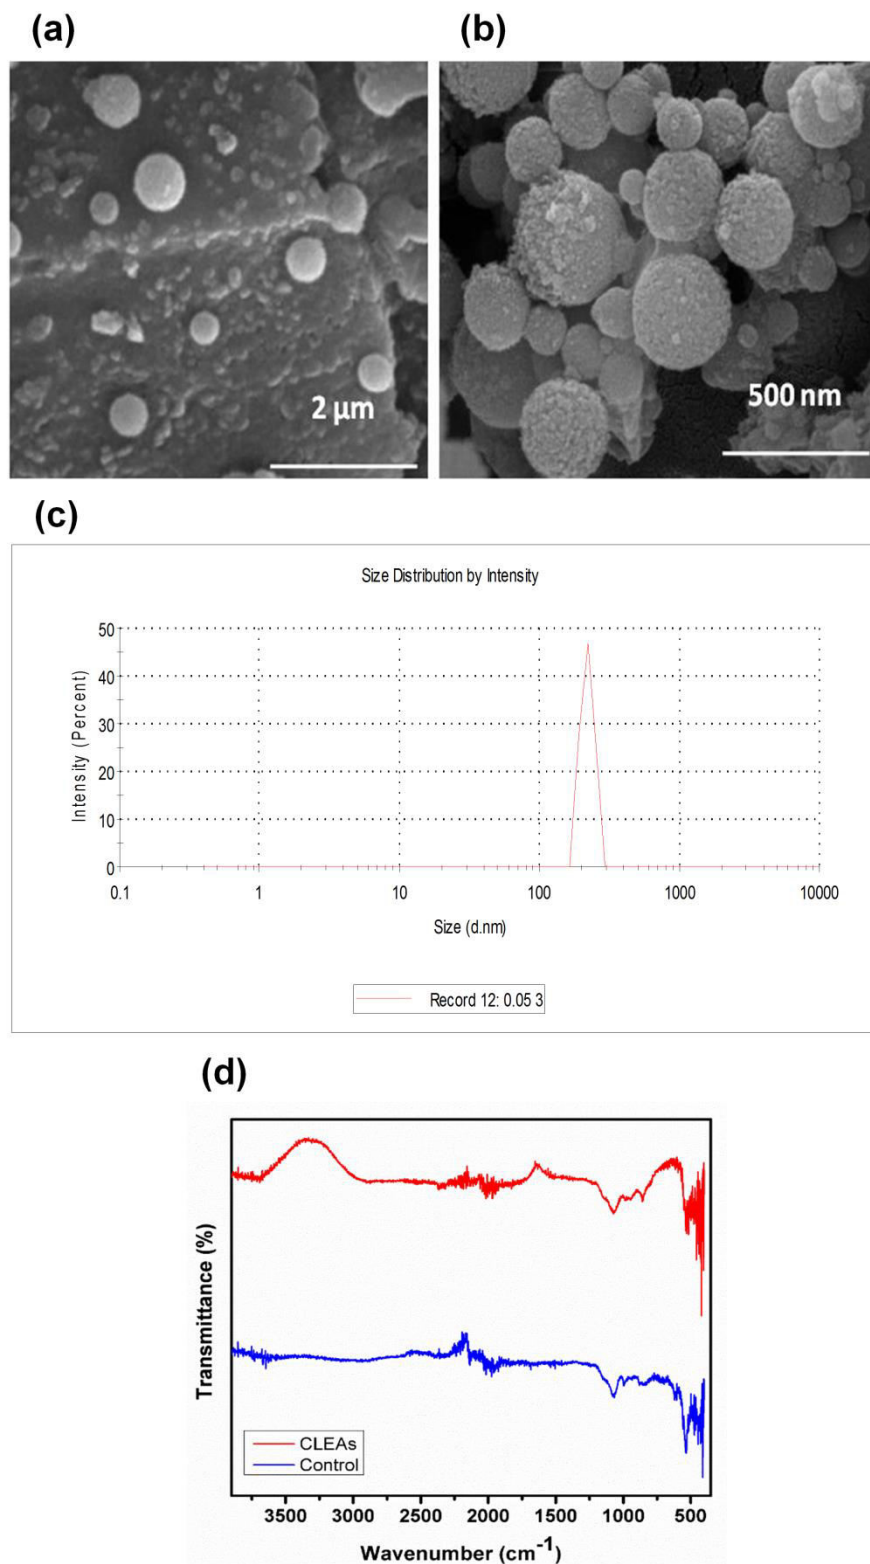 (a)
(b)
2 μm
500 nm
(c)
Size Distribution by Intensity
50
40
30
20
10
0
Intensity (Percent)
0.1 1 10 100 1000 10000
Size (d.nm)
Record 12: 0.05 3
(d)
Transmittance (%)
CLEAs
Control
3500 3000 2500 2000 1500 1000 500
Wavenumber (cm⁻¹)